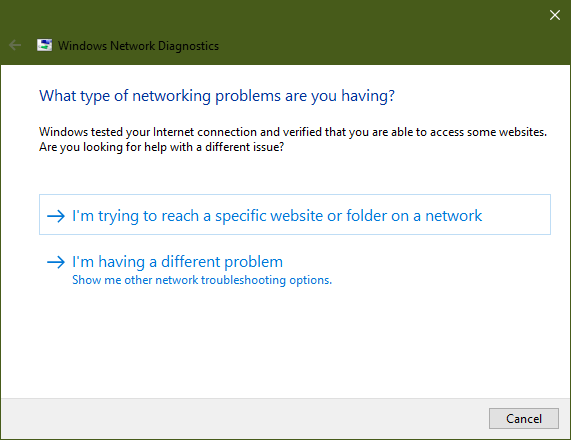 Windows Network Diagnostics
What type of networking problems are you having?
Windows tested your Internet connection and verified that you are able to access some websites.
Are you looking for help with a different issue?
I'm trying to reach a specific website or folder on a network
I'm having a different problem
Show me other network troubleshooting options.
Cancel